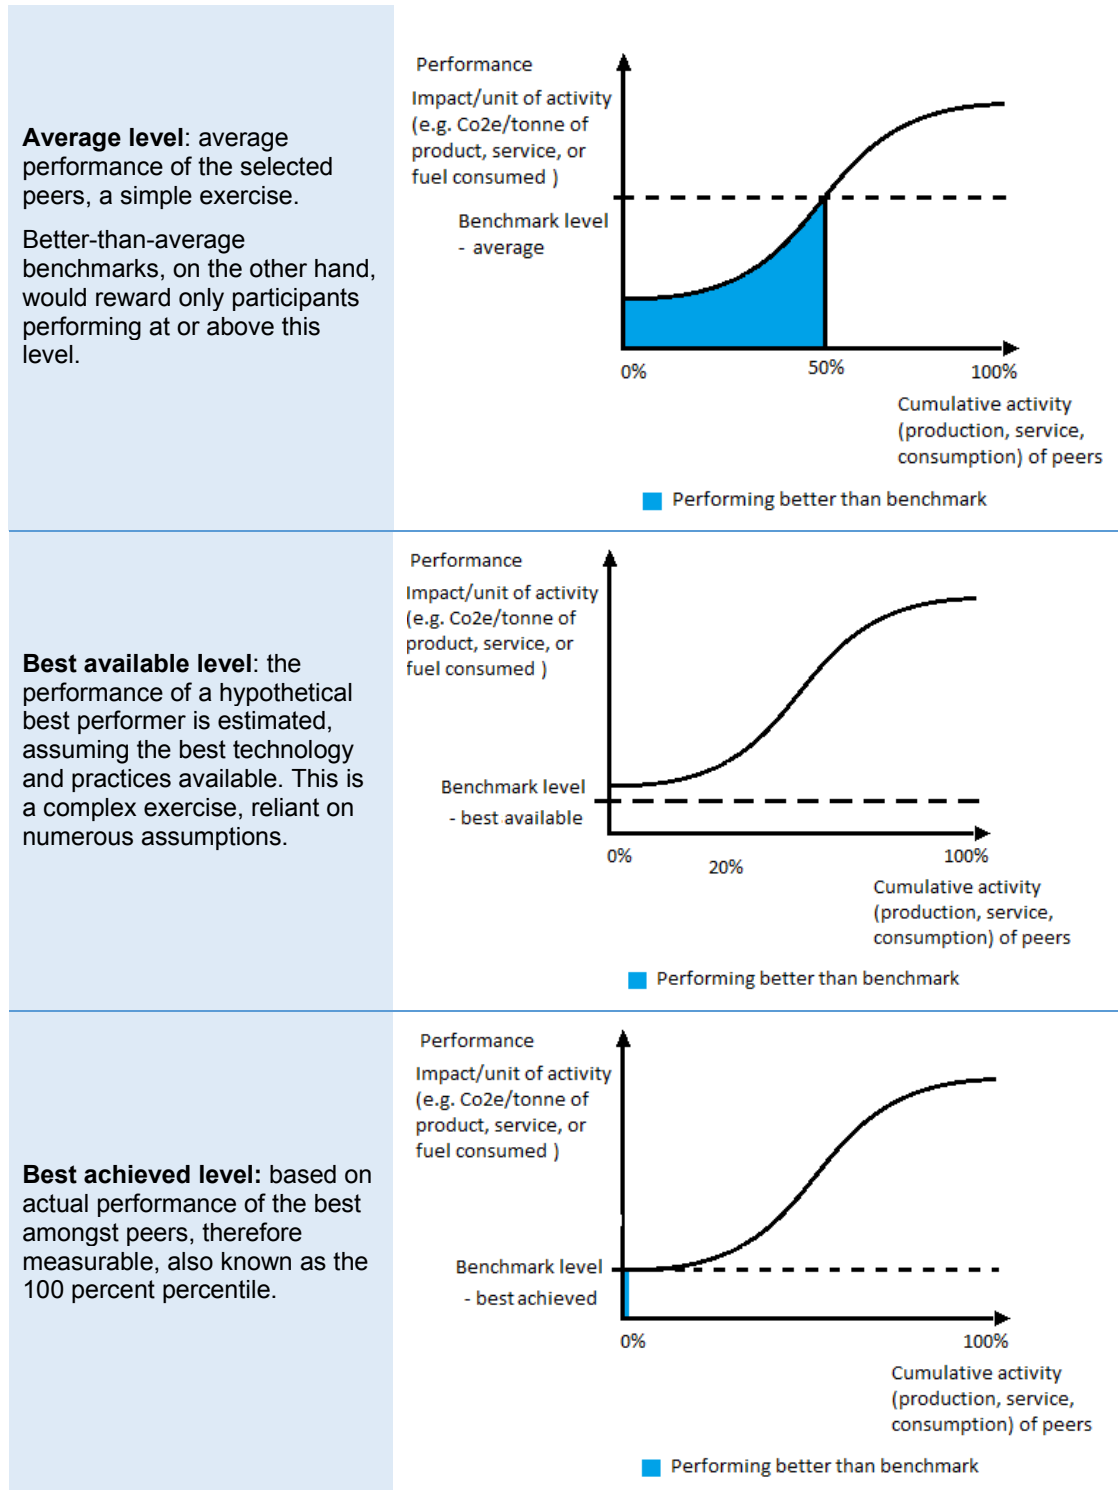 Average level: average
performance of the selected
peers, a simple exercise.
Better-than-average
benchmarks, on the other hand,
would reward only participants
performing at or above this
level.
Performance
Impact/unit of activity
(e.g. Co2e/tonne of
product, service, or
fuel consumed )
Benchmark level
- average
0%
50%
100%
Cumulative activity
(production, service,
consumption) of peers
Performing better than benchmark
Best available level: the
performance of a hypothetical
best performer is estimated,
assuming the best technology
and practices available. This is
a complex exercise, reliant on
numerous assumptions.
Performance
Impact/unit of activity
(e.g. Co2e/tonne of
product, service, or
fuel consumed )
Benchmark level
- best available
0%
20%
100%
Cumulative activity
(production, service,
consumption) of peers
Performing better than benchmark
Best achieved level: based on
actual performance of the best
amongst peers, therefore
measurable, also known as the
100 percent percentile.
Performance
Impact/unit of activity
(e.g. Co2e/tonne of
product, service, or
fuel consumed )
Benchmark level
- best achieved
0%
100%
Cumulative activity
(production, service,
consumption) of peers
Performing better than benchmark